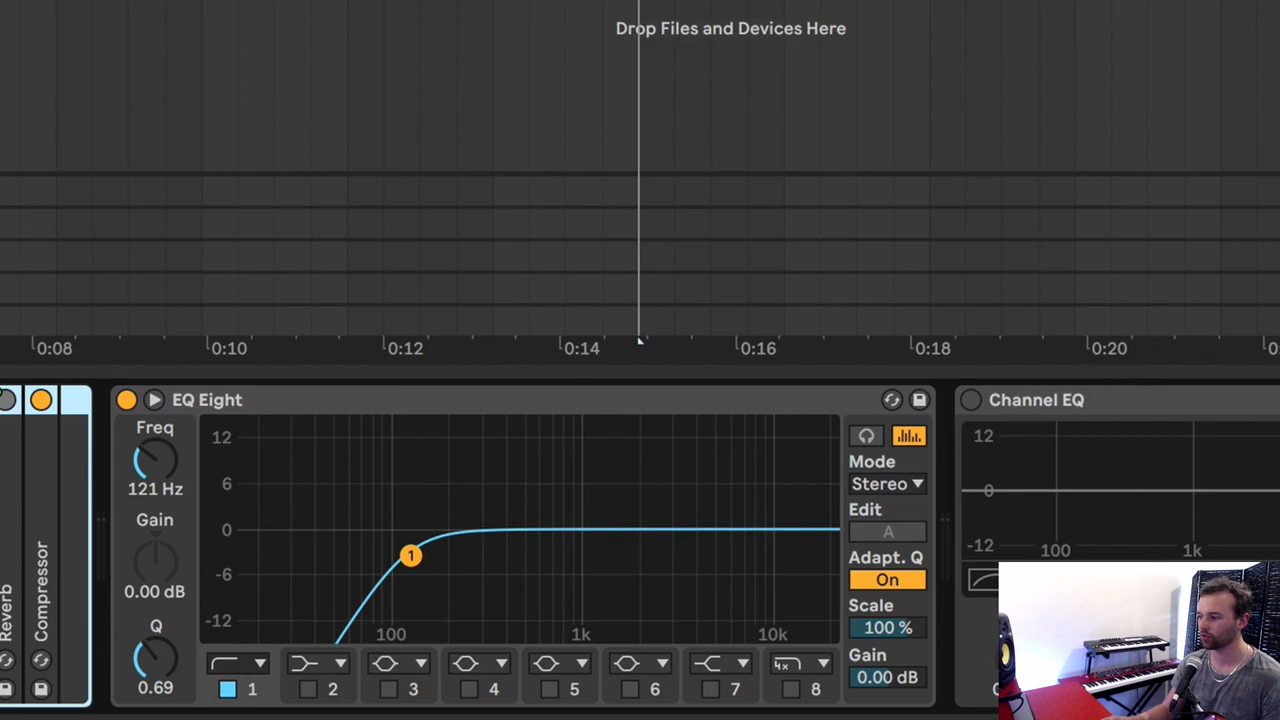 Drop Files and Devices Here
0:08 0:10 0:12 0:14 0:16 0:18 0:20
EQ Eight
Channel EQ
Reverb
Compressor
Freq
121 Hz
Gain
0.00 dB
Q
0.69
12
6
0
-6
-12
100 1k 10k
1 
1 2 3 4 5 6 7 4x 8
Mode
Stereo
Edit
A
Adapt. Q
On
Scale
100 %
Gain
0.00 dB
12
0
-12
100 1k